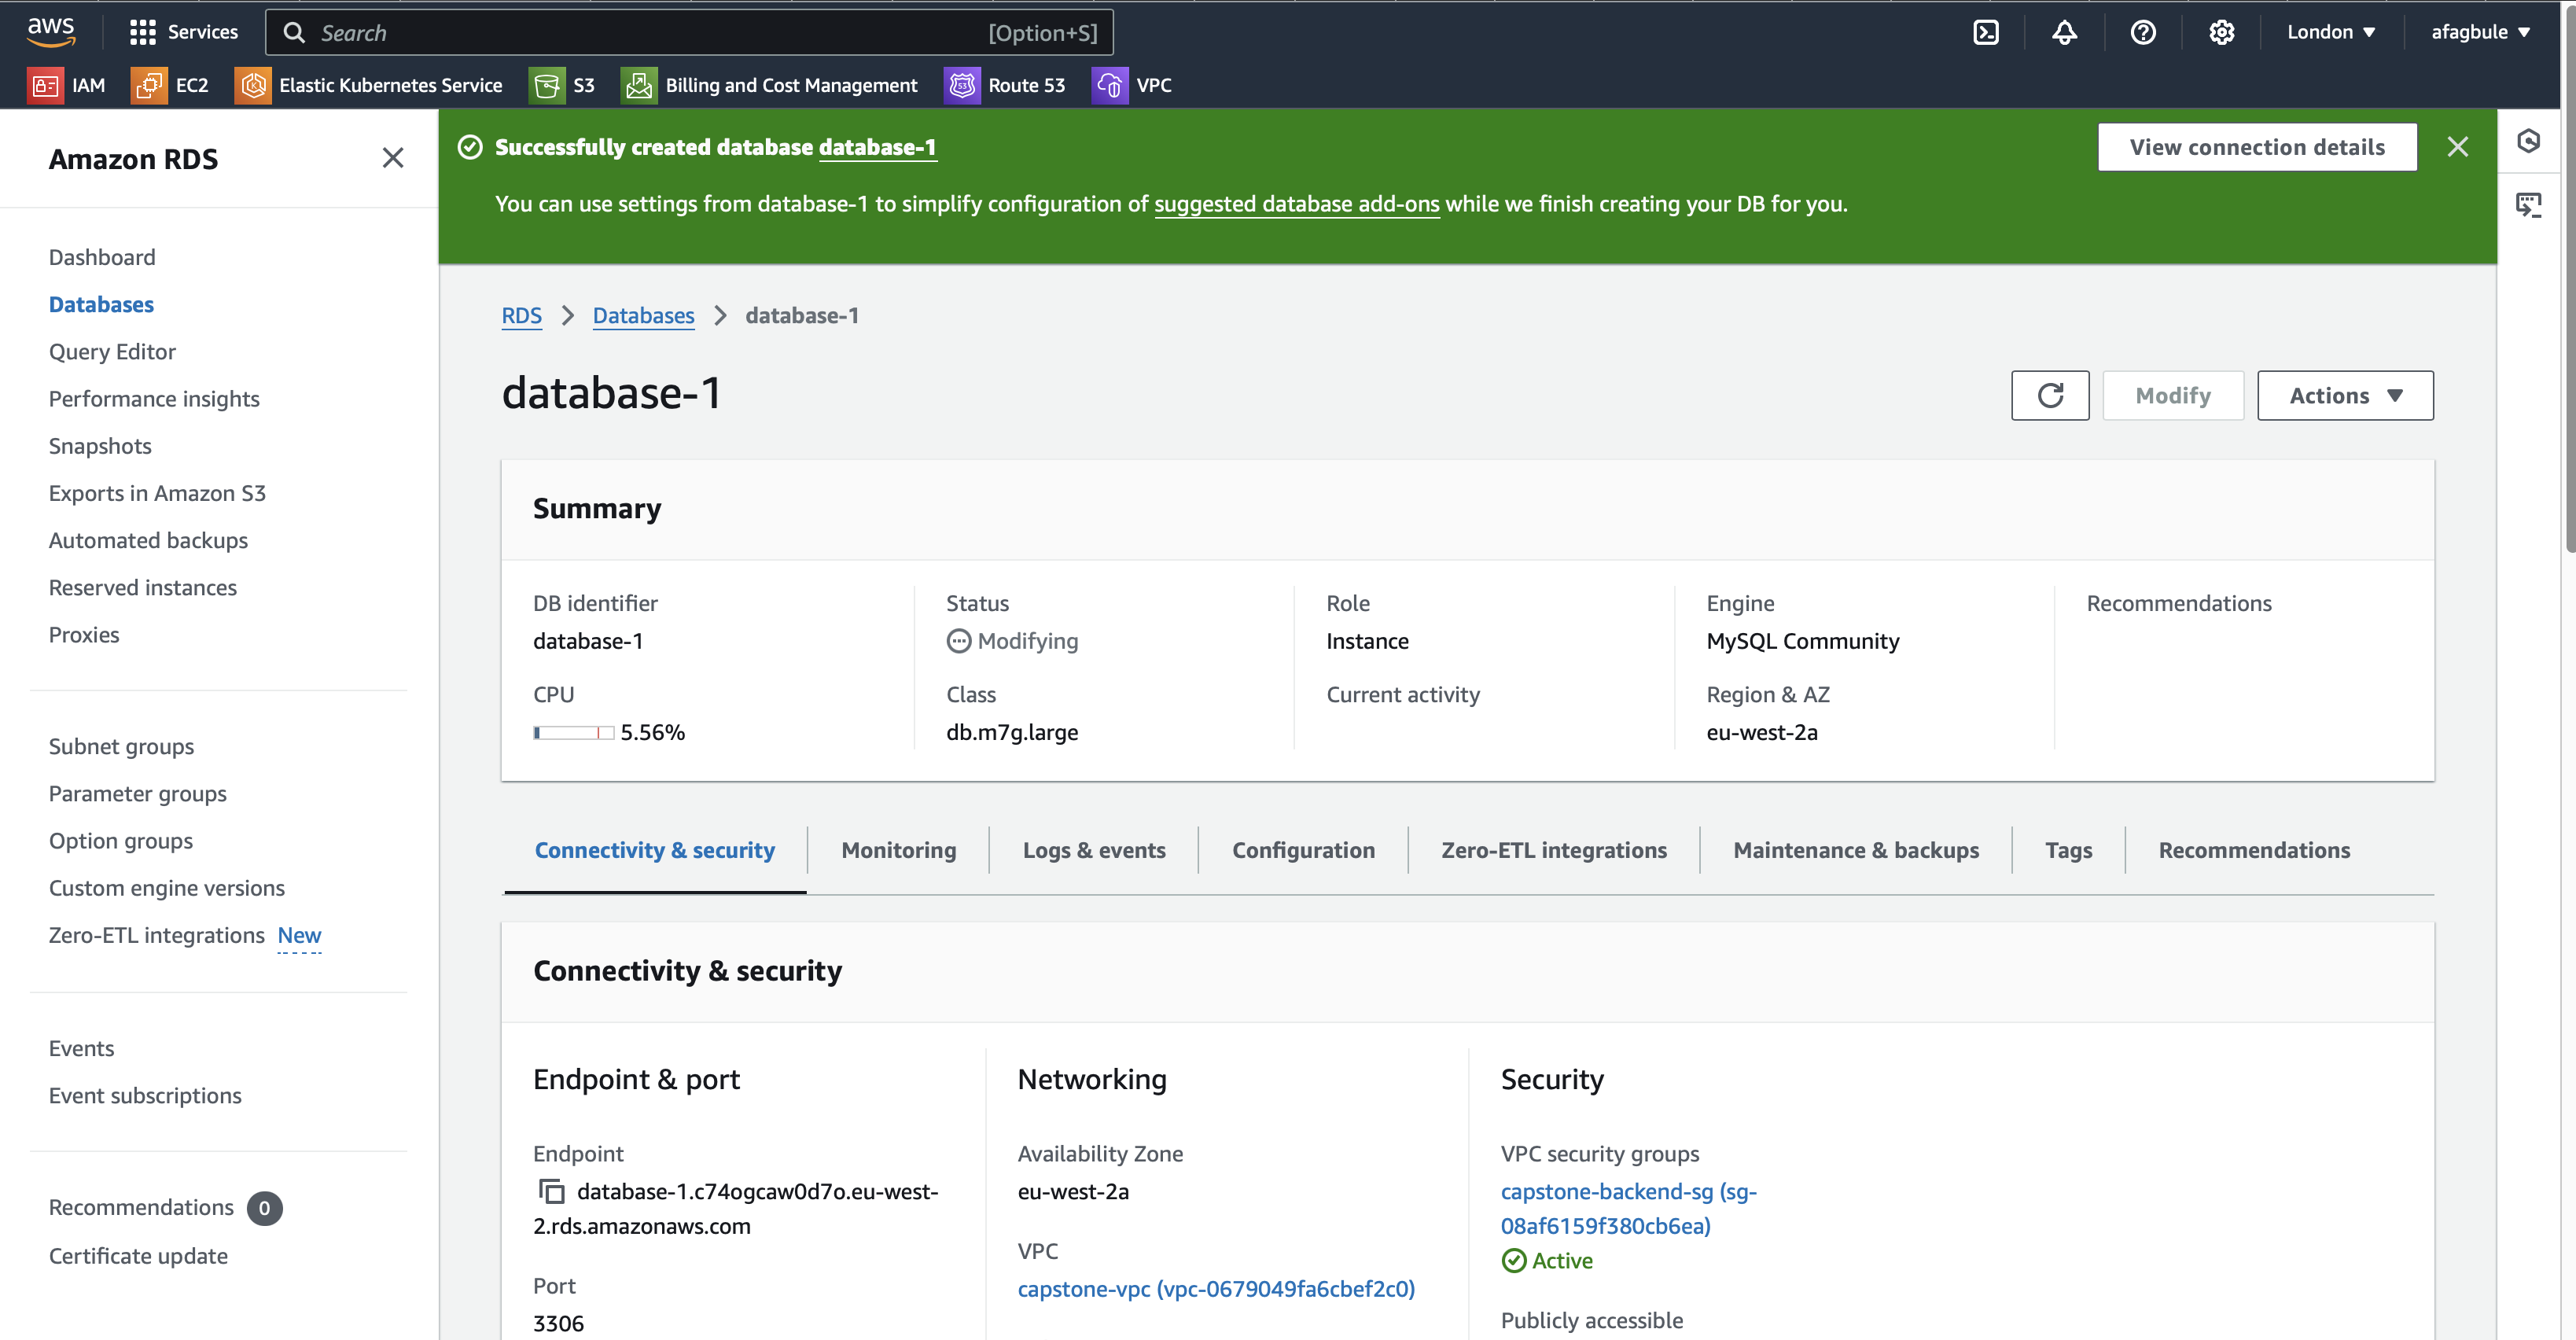 aws
Services
Search
[Option+S]
London
afagbule
IAM
EC2
Elastic Kubernetes Service
S3
Billing and Cost Management
Route 53
VPC
Amazon RDS
Dashboard
Databases
Query Editor
Performance insights
Snapshots
Exports in Amazon S3
Automated backups
Reserved instances
Proxies
Subnet groups
Parameter groups
Option groups
Custom engine versions
Zero-ETL integrations New
Events
Event subscriptions
Recommendations 0
Certificate update
Successfully created database database-1
View connection details
You can use settings from database-1 to simplify configuration of suggested database add-ons while we finish creating your DB for you.
RDS > Databases > database-1
database-1
Modify
Actions
Summary
DB identifier
database-1
CPU
5.56%
Status
Modifying
Class
db.m7g.large
Role
Instance
Current activity
Engine
MySQL Community
Region & AZ
eu-west-2a
Recommendations
Connectivity & security
Monitoring
Logs & events
Configuration
Zero-ETL integrations
Maintenance & backups
Tags
Recommendations
Connectivity & security
Endpoint & port
Endpoint
database-1.c74ogcaw0d7o.eu-west-
2.rds.amazonaws.com
Port
3306
Networking
Availability Zone
eu-west-2a
VPC
capstone-vpc (vpc-0679049fa6cbef2c0)
Security
VPC security groups
capstone-backend-sg (sg-
08af6159f380cb6ea)
Active
Publicly accessible